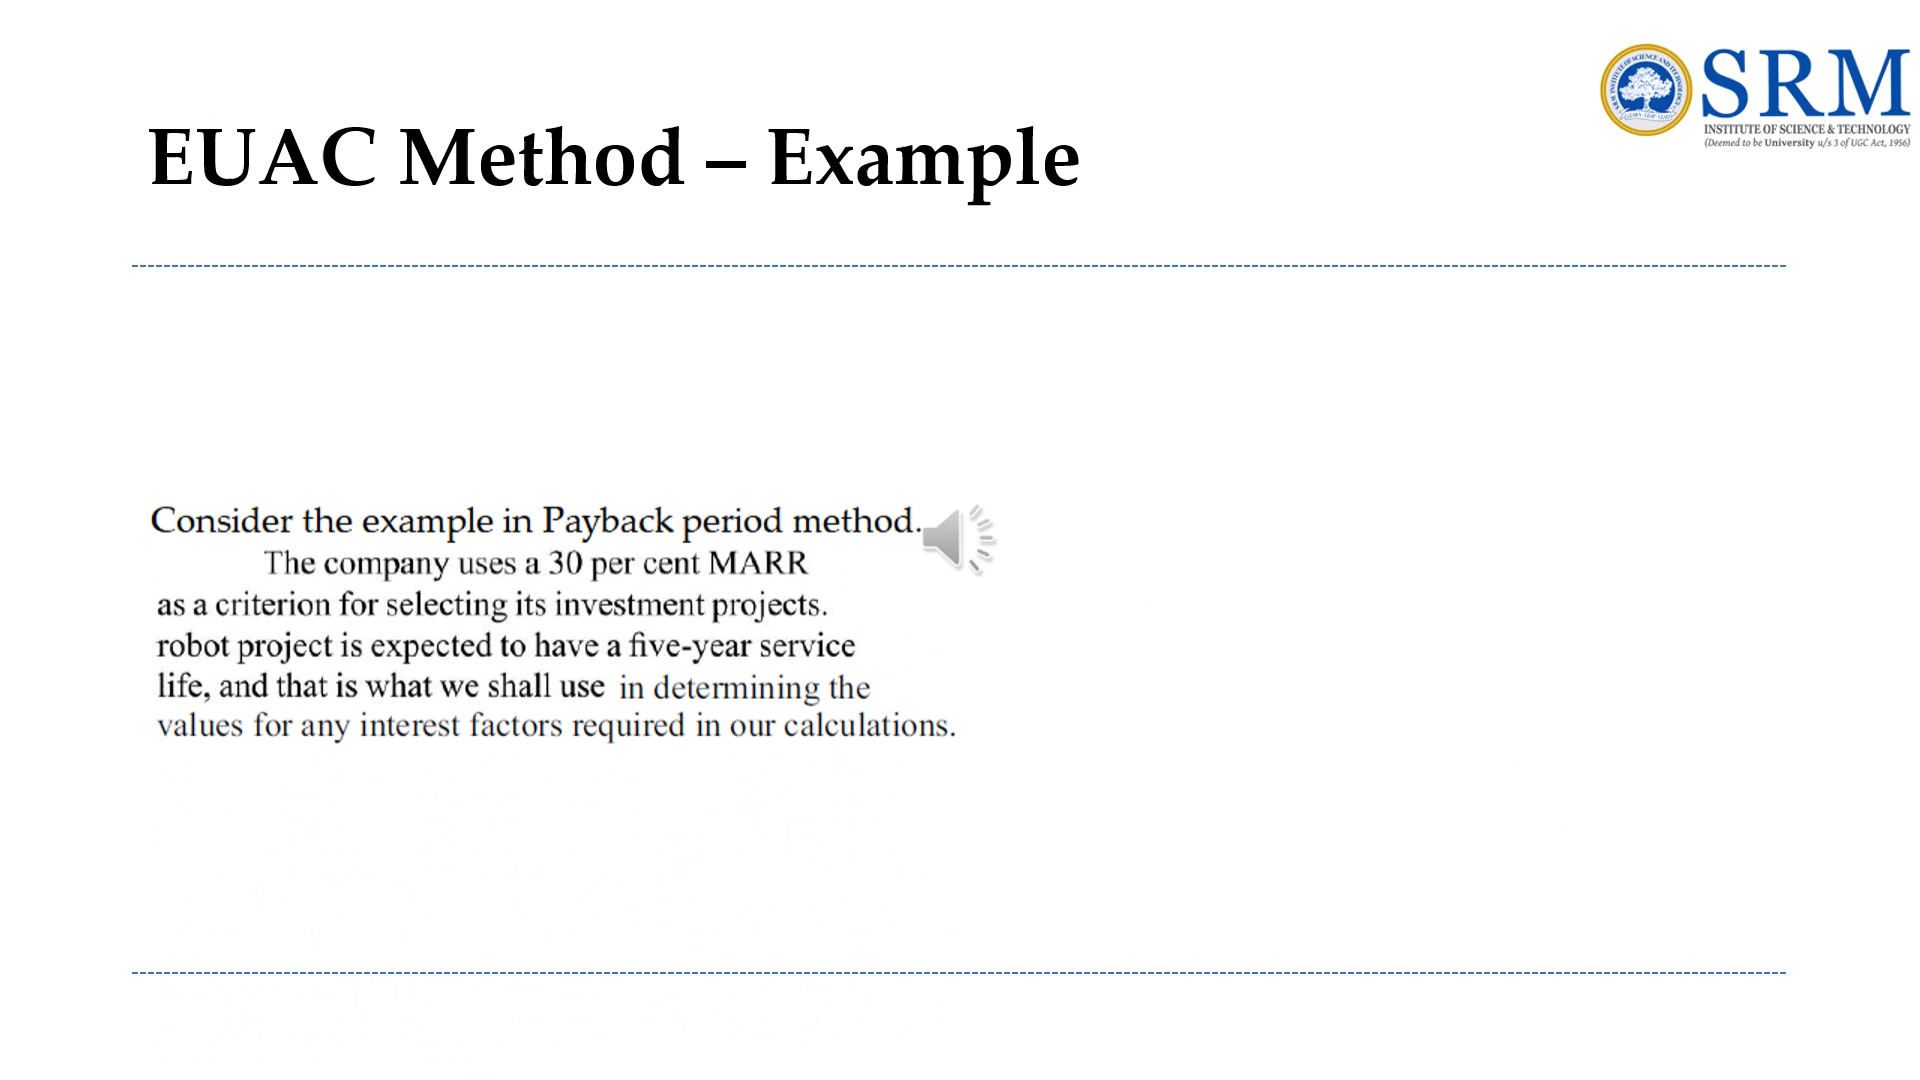 SRM
INSTITUTE OF SCIENCE & TECHNOLOGY
(Deemed to be University u/s 3 of UGC Act, 1956)
EUAC Method – Example
Consider the example in Payback period method.
The company uses a 30 per cent MARR
as a criterion for selecting its investment projects.
robot project is expected to have a five-year service
life, and that is what we shall use in determining the
values for any interest factors required in our calculations.